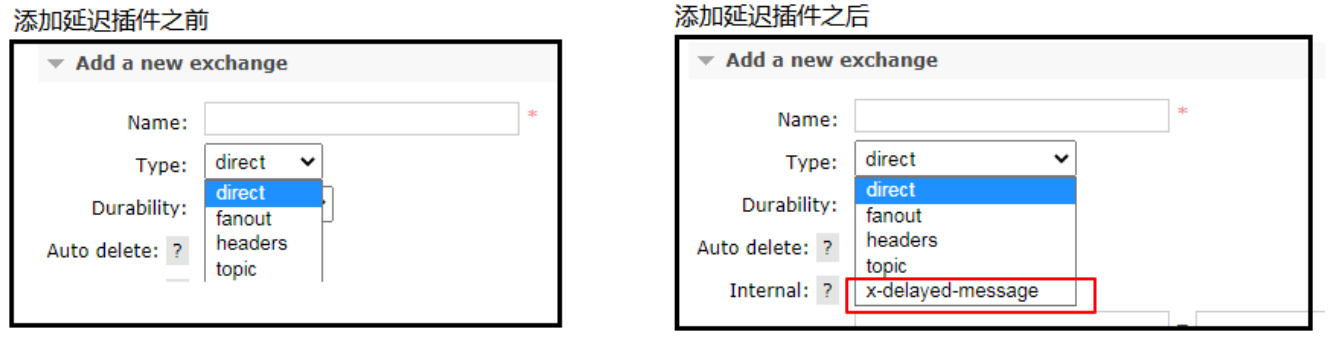 添加延迟插件之前
Add a new exchange
Name:
*
Type:
direct
direct
Durability:
fanout
Auto delete: ?
headers
topic
添加延迟插件之后
Add a new exchange
Name:
*
Type:
direct
direct
Durability:
fanout
Auto delete: ?
headers
topic
Internal: ?
x-delayed-message
=